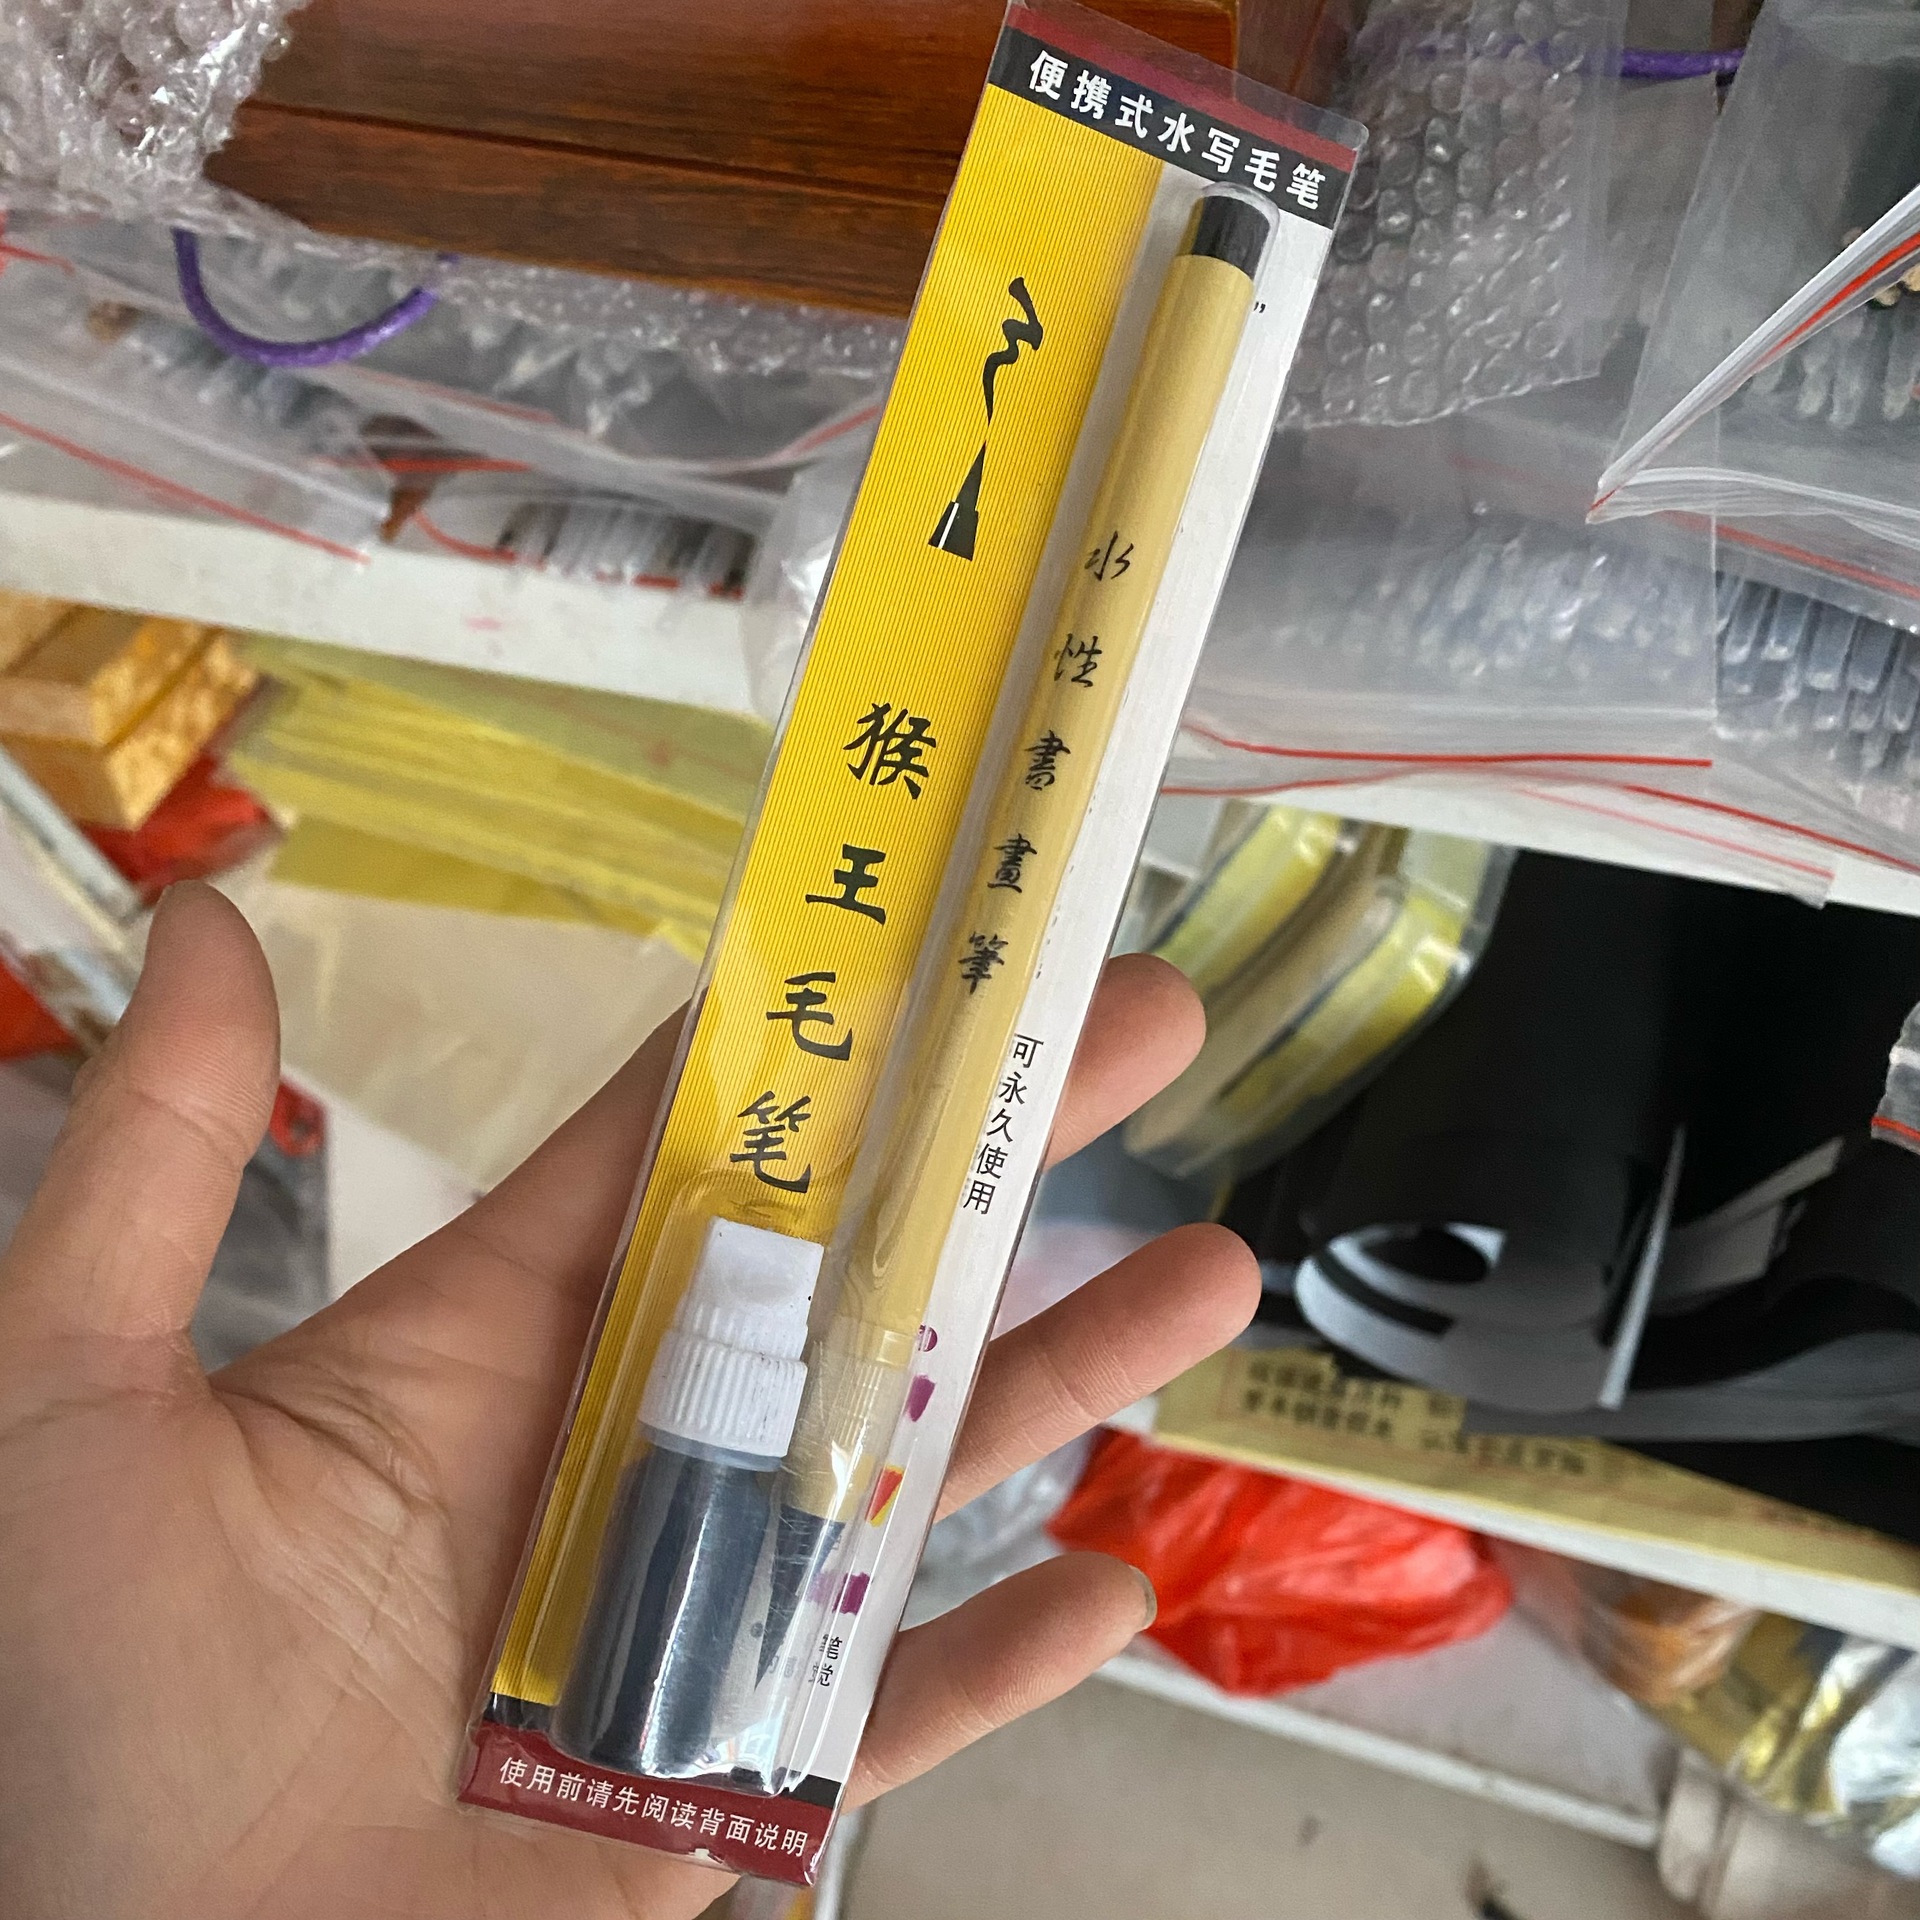 便携式水写毛笔
猴王毛笔
水性書畫筆
可永久使用
笔
使用前请先阅读背面说明